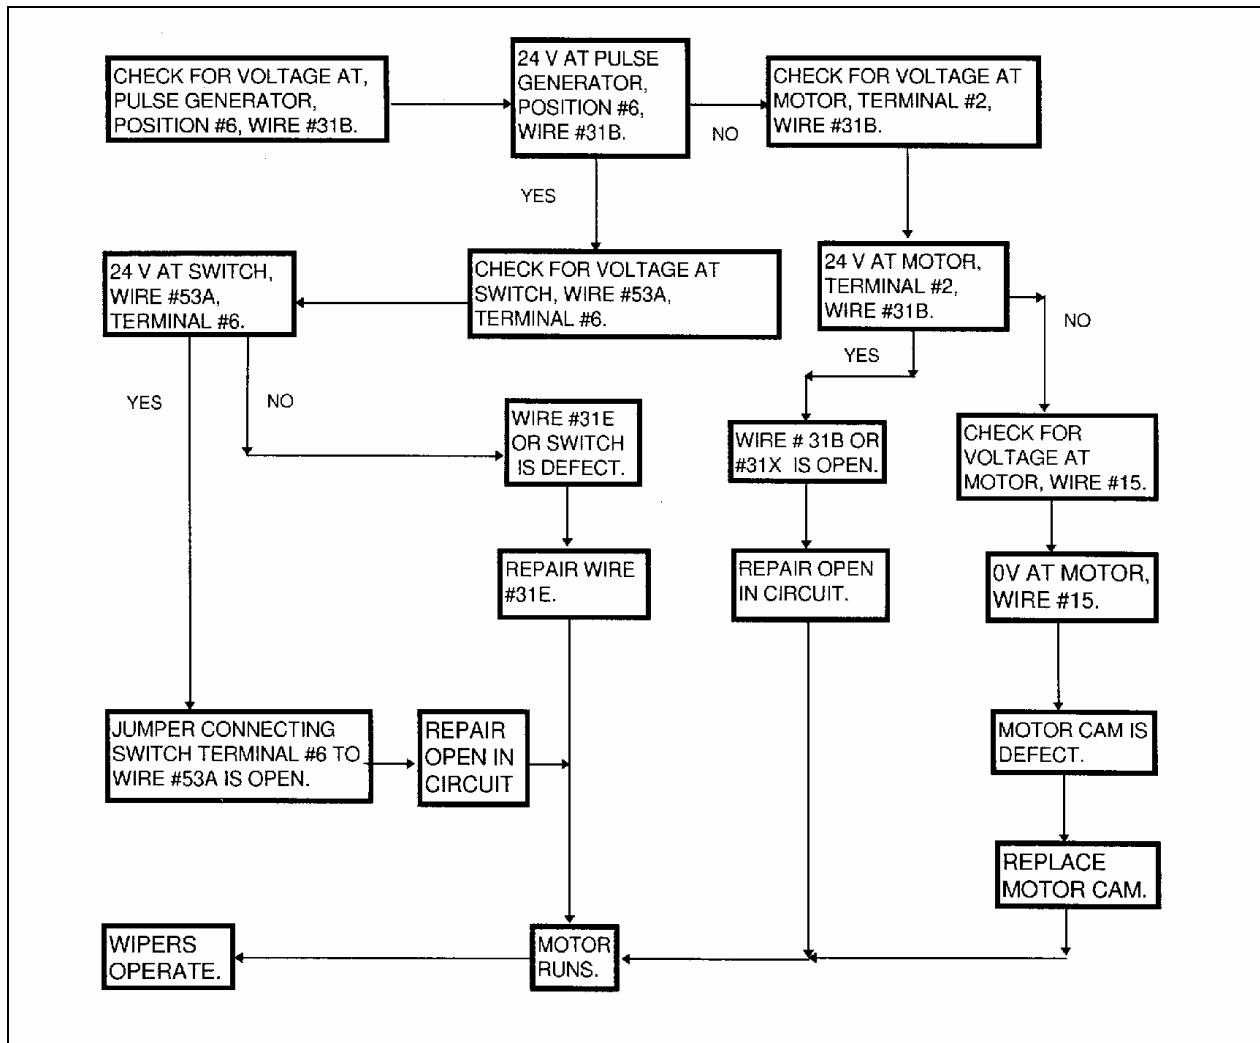 CHECK FOR VOLTAGE AT,
PULSE GENERATOR,
POSITION #6, WIRE #31B.
24 V AT PULSE
GENERATOR,
POSITION #6,
WIRE #31B.
NO
CHECK FOR VOLTAGE AT
MOTOR, TERMINAL #2,
WIRE #31B.
YES
24 V AT SWITCH,
WIRE #53A,
TERMINAL #6.
CHECK FOR VOLTAGE AT
SWITCH, WIRE #53A,
TERMINAL #6.
24 V AT MOTOR,
TERMINAL #2,
WIRE #31B.
NO
YES
YES
NO
WIRE #31E
OR SWITCH
IS DEFECT.
WIRE # 31B OR
#31X IS OPEN.
CHECK FOR
VOLTAGE AT
MOTOR, WIRE #15.
REPAIR WIRE
#31E.
REPAIR OPEN
IN CIRCUIT.
0V AT MOTOR,
WIRE #15.
JUMPER CONNECTING
SWITCH TERMINAL #6 TO
WIRE #53A IS OPEN.
REPAIR
OPEN IN
CIRCUIT
MOTOR CAM IS
DEFECT.
REPLACE
MOTOR CAM.
WIPERS
OPERATE.
MOTOR
RUNS.